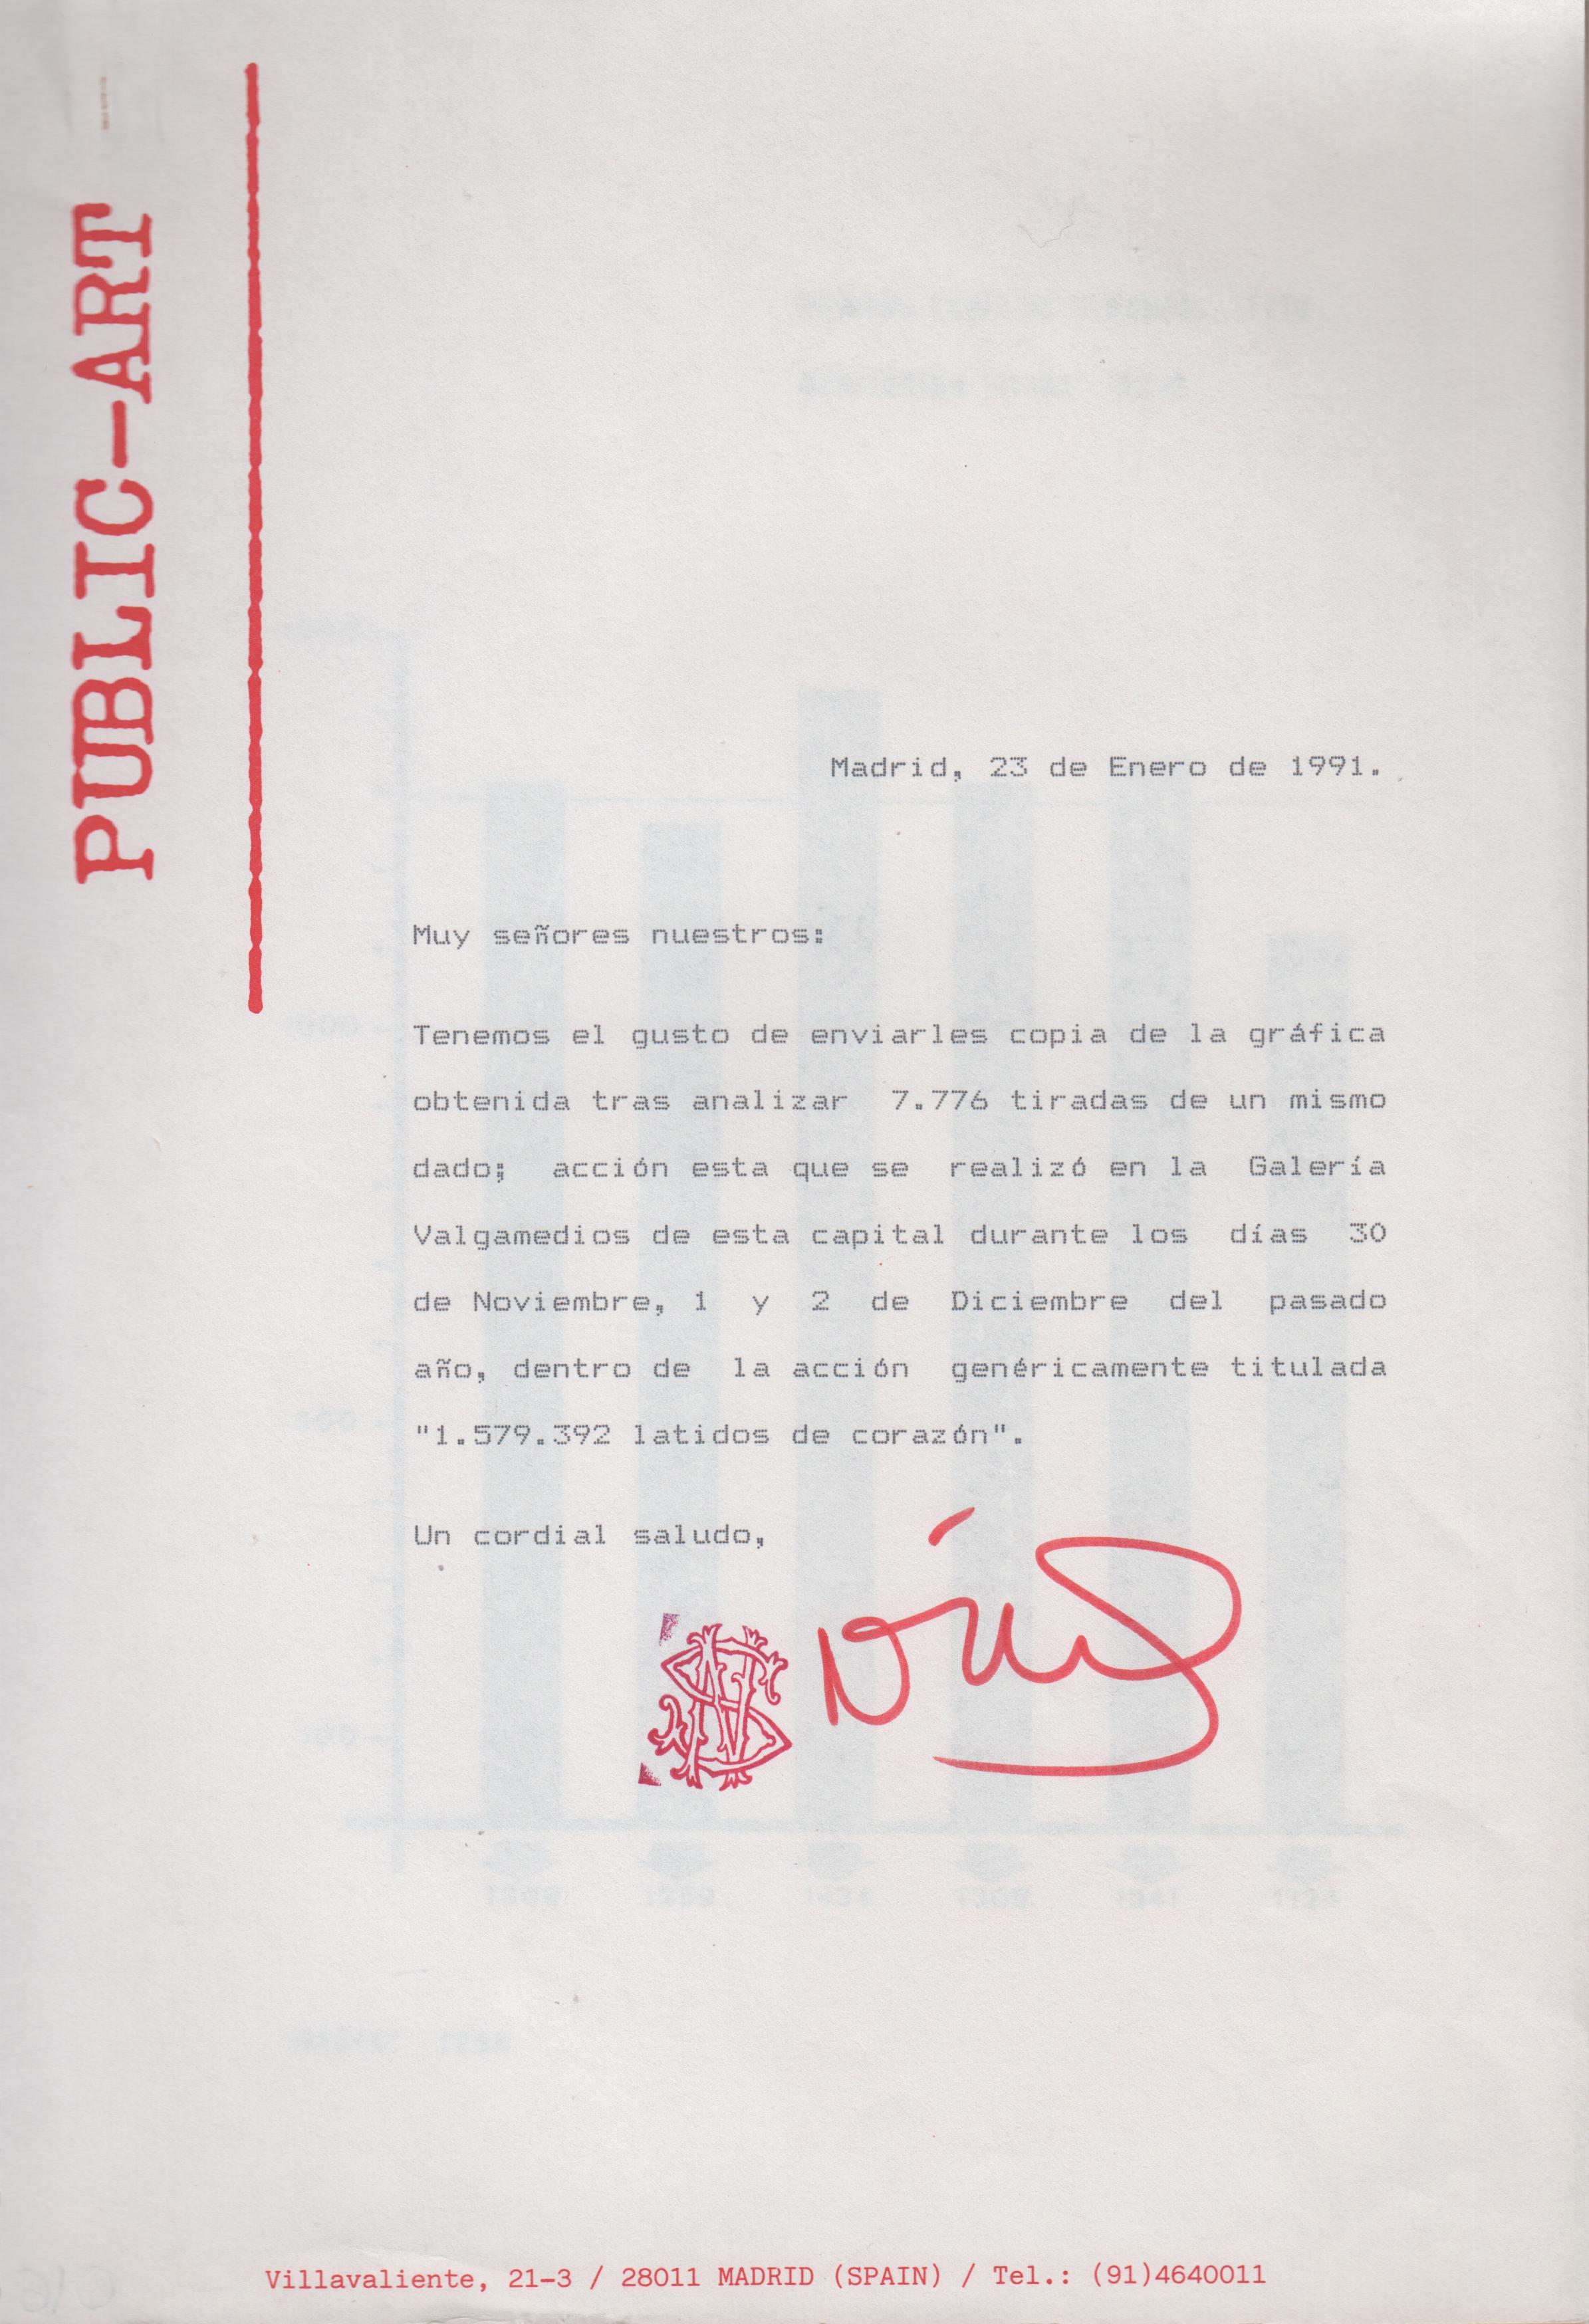 PUBLIC-ART
Madrid, 23 de Enero de 1991.
Muy señores nuestros:
Tenemos el gusto de enviarles copia de la gráfica
obtenida tras analizar 7.776 tiradas de un mismo
dado; acción esta que se realizó en la Galería
Valgamedios de esta capital durante los días 30
de Noviembre, 1 y 2 de Diciembre del pasado
año, dentro de la acción genéricamente titulada
"1.579.392 latidos de corazón".
Un cordial saludo,
Villavaliente, 21-3 / 28011 MADRID (SPAIN) / Tel.: (91)4640011